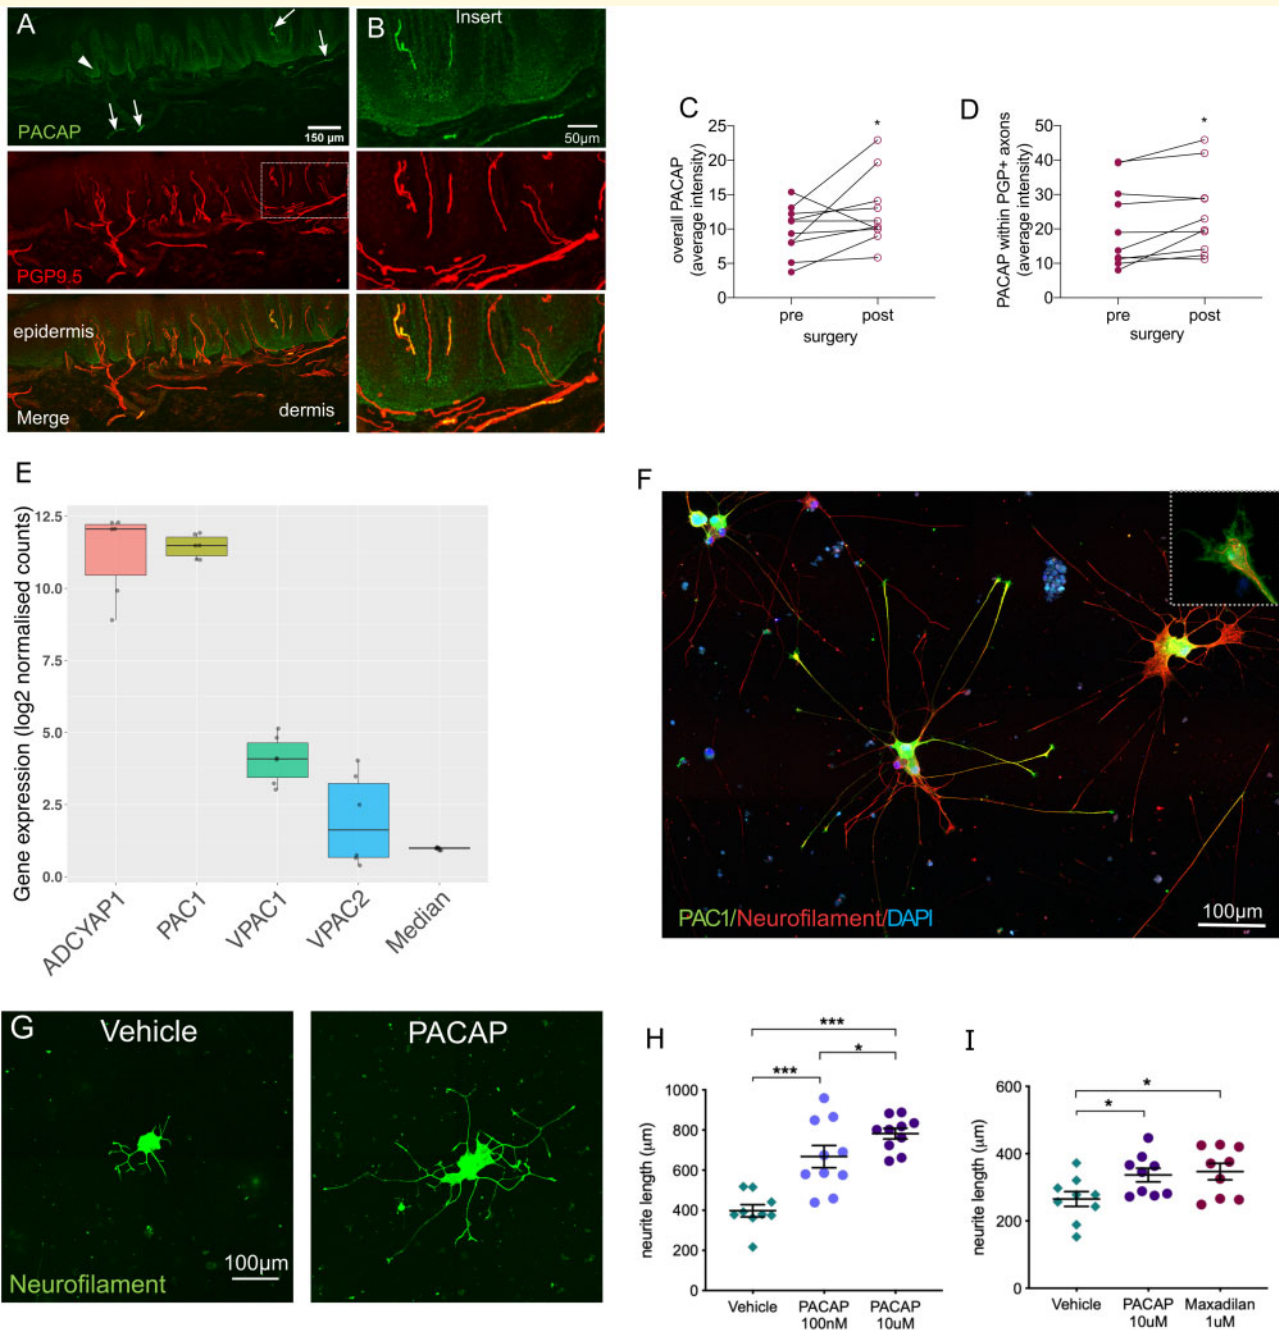 A
PACAP
150 μm
PGP9.5
epidermis
Merge
dermis
B
Insert
50μm
C
*
overall PACAP
(average intensity)
25
20
15
10
5
0
pre
post
surgery
D
*
PACAP within PGP+ axons
(average intensity)
50
40
30
20
10
0
pre
post
surgery
E
Gene expression (log2 normalised counts)
12.5
10.0
7.5
5.0
2.5
0.0
ADCYAP1
PAC1
VPAC1
VPAC2
Median
F
PAC1/Neurofilament/DAPI
100μm
G
Vehicle
PACAP
100μm
Neurofilament
H
***
*
***
neurite length (μm)
1000
800
600
400
200
0
Vehicle
PACAP
100nM
PACAP
10uM
I
*
*
neurite length (μm)
600
400
200
0
Vehicle
PACAP
10uM
Maxadilan
1uM